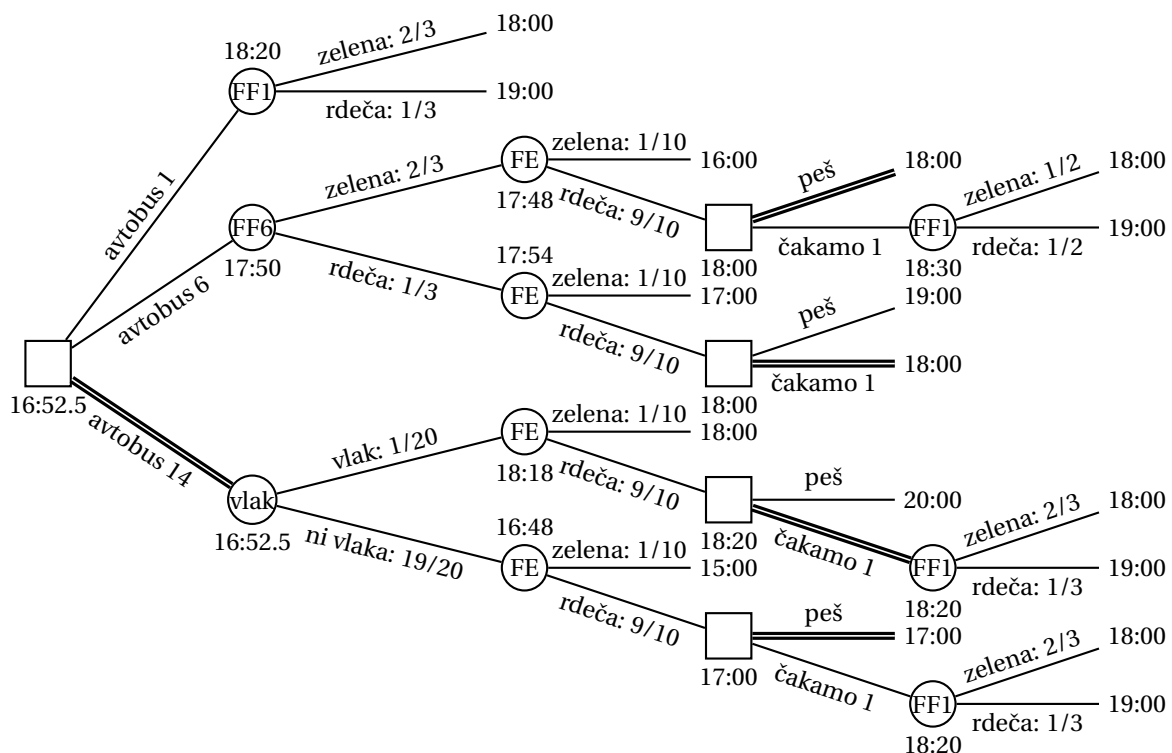 18:20
FF1
zelena: 2/3
18:00
rdeča: 1/3
19:00
avtobus 1
avtobus 6
FF6
17:50
zelena: 2/3
rdeča: 1/3
FE
17:48
zelena: 1/10
16:00
rdeča: 9/10
18:00
peš
18:00
čakamo 1
FF1
18:30
zelena: 1/2
18:00
rdeča: 1/2
19:00
17:54
FE
zelena: 1/10
17:00
rdeča: 9/10
18:00
peš
19:00
čakamo 1
18:00
16:52.5
avtobus 14
vlak
16:52.5
vlak: 1/20
ni vlaka: 19/20
FE
18:18
zelena: 1/10
18:00
rdeča: 9/10
18:20
peš
20:00
čakamo 1
FF1
18:20
zelena: 2/3
18:00
rdeča: 1/3
19:00
16:48
FE
zelena: 1/10
15:00
rdeča: 9/10
17:00
peš
17:00
čakamo 1
FF1
18:20
zelena: 2/3
18:00
rdeča: 1/3
19:00